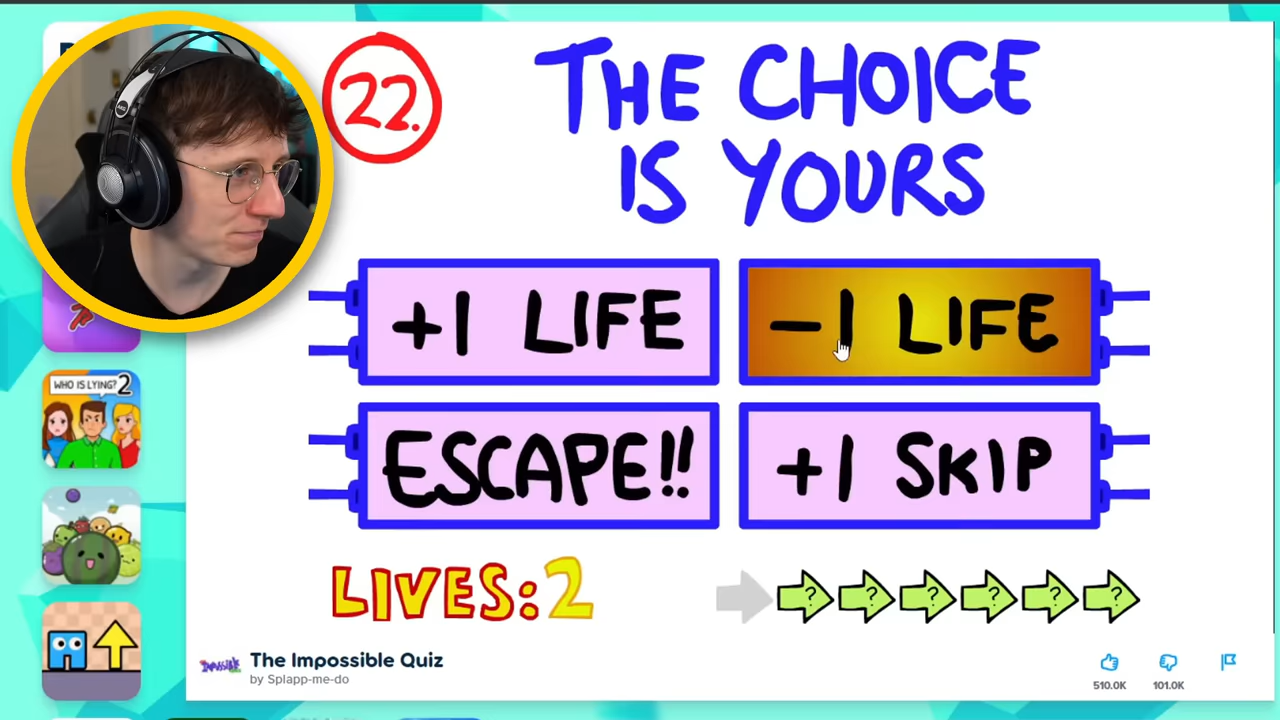 22.
THE CHOICE
IS YOURS
+1 LIFE
-1 LIFE
ESCAPE!!
+1 SKIP
LIVES:2
? ? ? ? ? ?
WHO IS LYING? 2
The Impossible Quiz
by Splapp-me-do
510.0K
101.0K